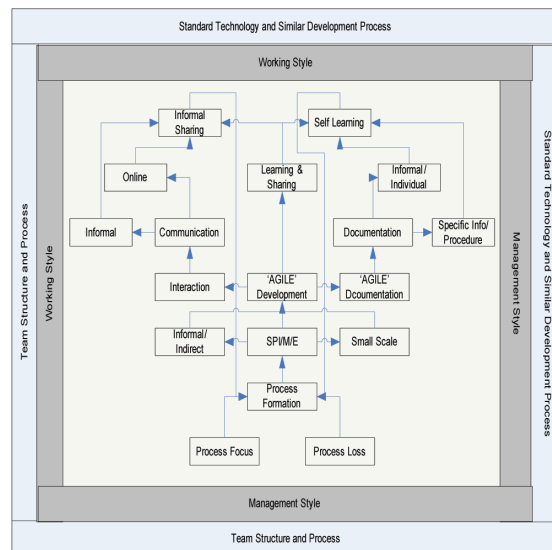 Standard Technology and Similar Development Process
Working Style
Informal
Sharing
Self Learning
Online
Learning &
Sharing
Informal /
Individual
Informal
Communication
Documentation
Specific Info/
Procedure
Interaction
'AGILE'
Development
'AGILE'
Dcoumentation
Informal/
Indirect
SPI/M/E
Small Scale
Process
Formation
Process Focus
Process Loss
Team Structure and Process
Working Style
Management Style
Standard Technology and Similar Development Process
Management Style
Team Structure and Process